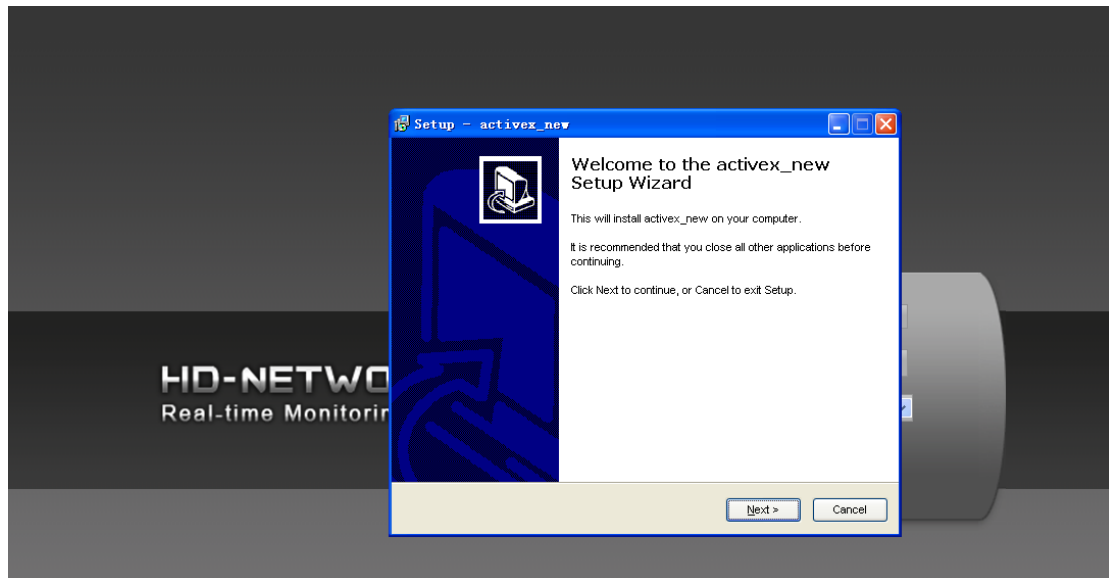 Setup - activex_new
Welcome to the activex_new
Setup Wizard
This will install activex_new on your computer.
It is recommended that you close all other applications before
continuing.
Click Next to continue, or Cancel to exit Setup.
HD-NETWO
Real-time Monitorin
Next >
Cancel